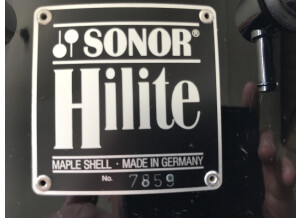 SONOR®
Hilite
MAPLE SHELL · MADE IN GERMANY
No. 7859